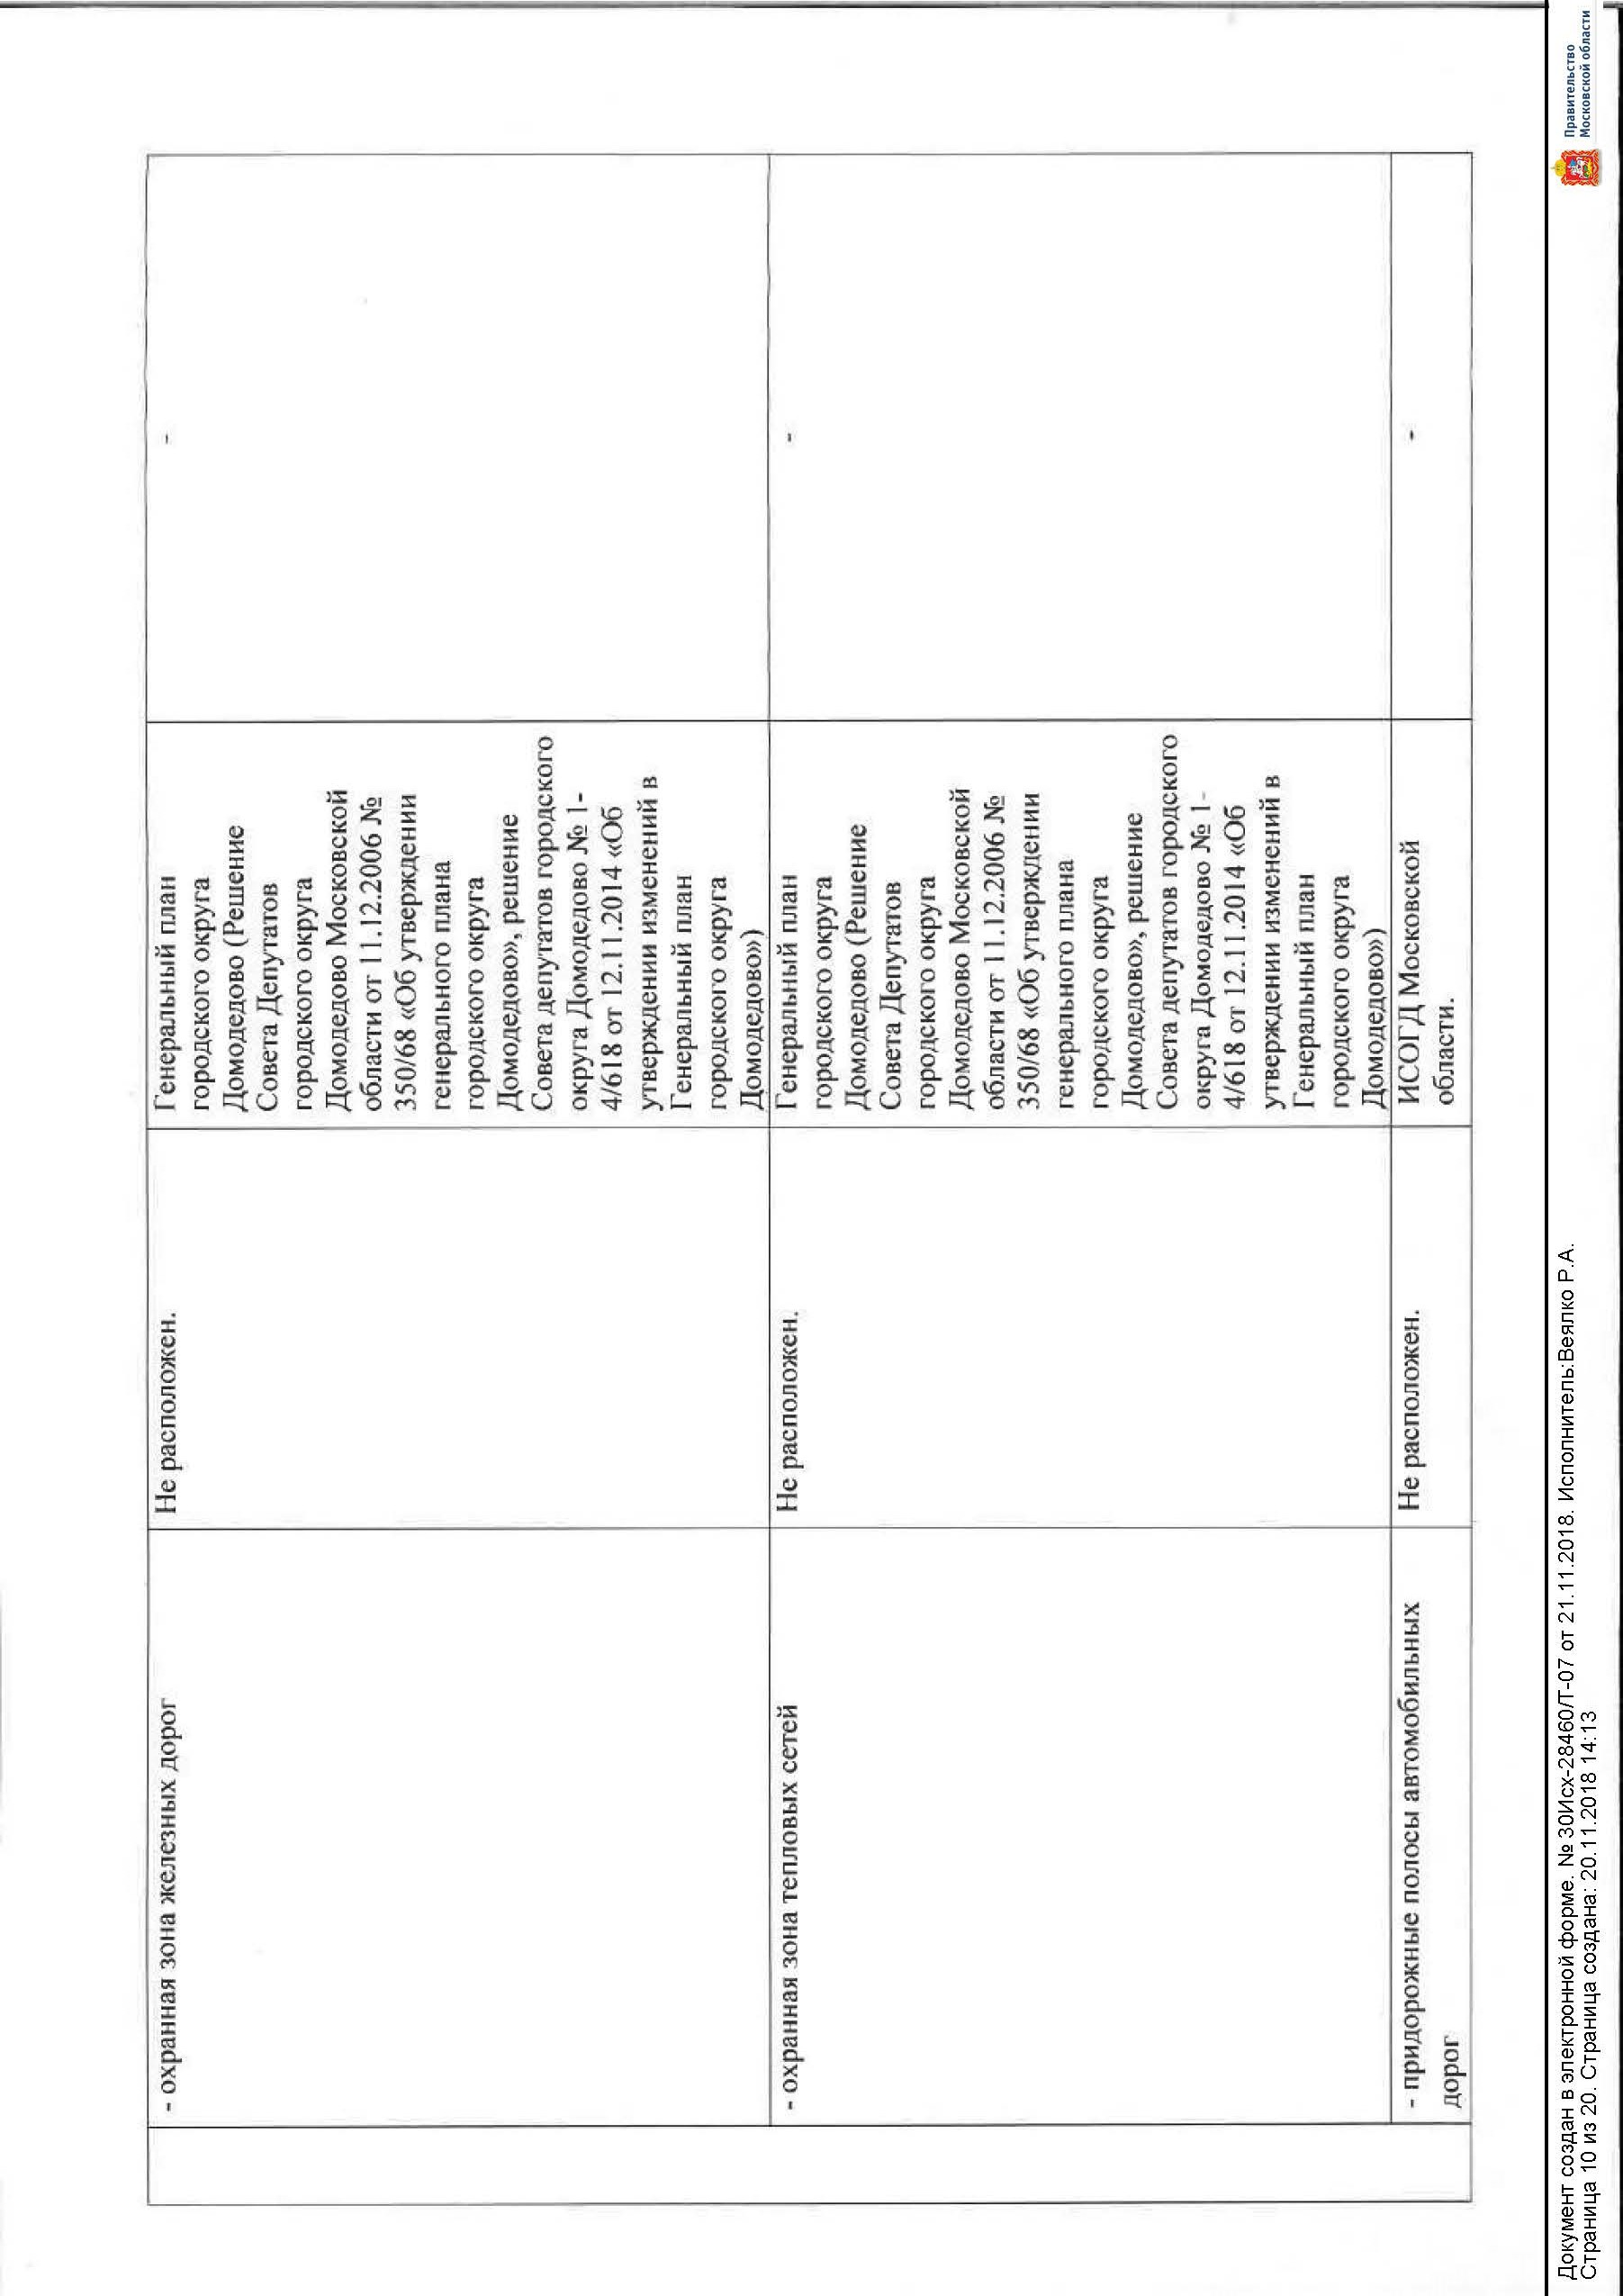 - охранная зона железных дорог
Не расположен.
Генеральный план
городского округа
Домодедово (Решение
Совета Депутатов
городского округа
Домодедово Московской
области от 11.12.2006 №
350/68 «Об утверждении
генерального плана
городского округа
Домодедово», решение
Совета депутатов городского
округа Домодедово № 1-
4/618 от 12.11.2014 «Об
утверждении изменений в
Генеральный план
городского округа
Домодедово»)
-
- охранная зона тепловых сетей
Не расположен.
Генеральный план
городского округа
Домодедово (Решение
Совета Депутатов
городского округа
Домодедово Московской
области от 11.12.2006 №
350/68 «Об утверждении
генерального плана
городского округа
Домодедово», решение
Совета депутатов городского
округа Домодедово № 1-
4/618 от 12.11.2014 «Об
утверждении изменений в
Генеральный план
городского округа
Домодедово»)
-
- придорожные полосы автомобильных
дорог
Не расположен.
ИСОГД Московской
области.
-
Документ создан в электронной форме. № 30Исх-28460/Т-07 от 21.11.2018. Исполнитель:Веялко Р.А.
Страница 10 из 20. Страница создана: 20.11.2018 14:13
Правительство
Московской области